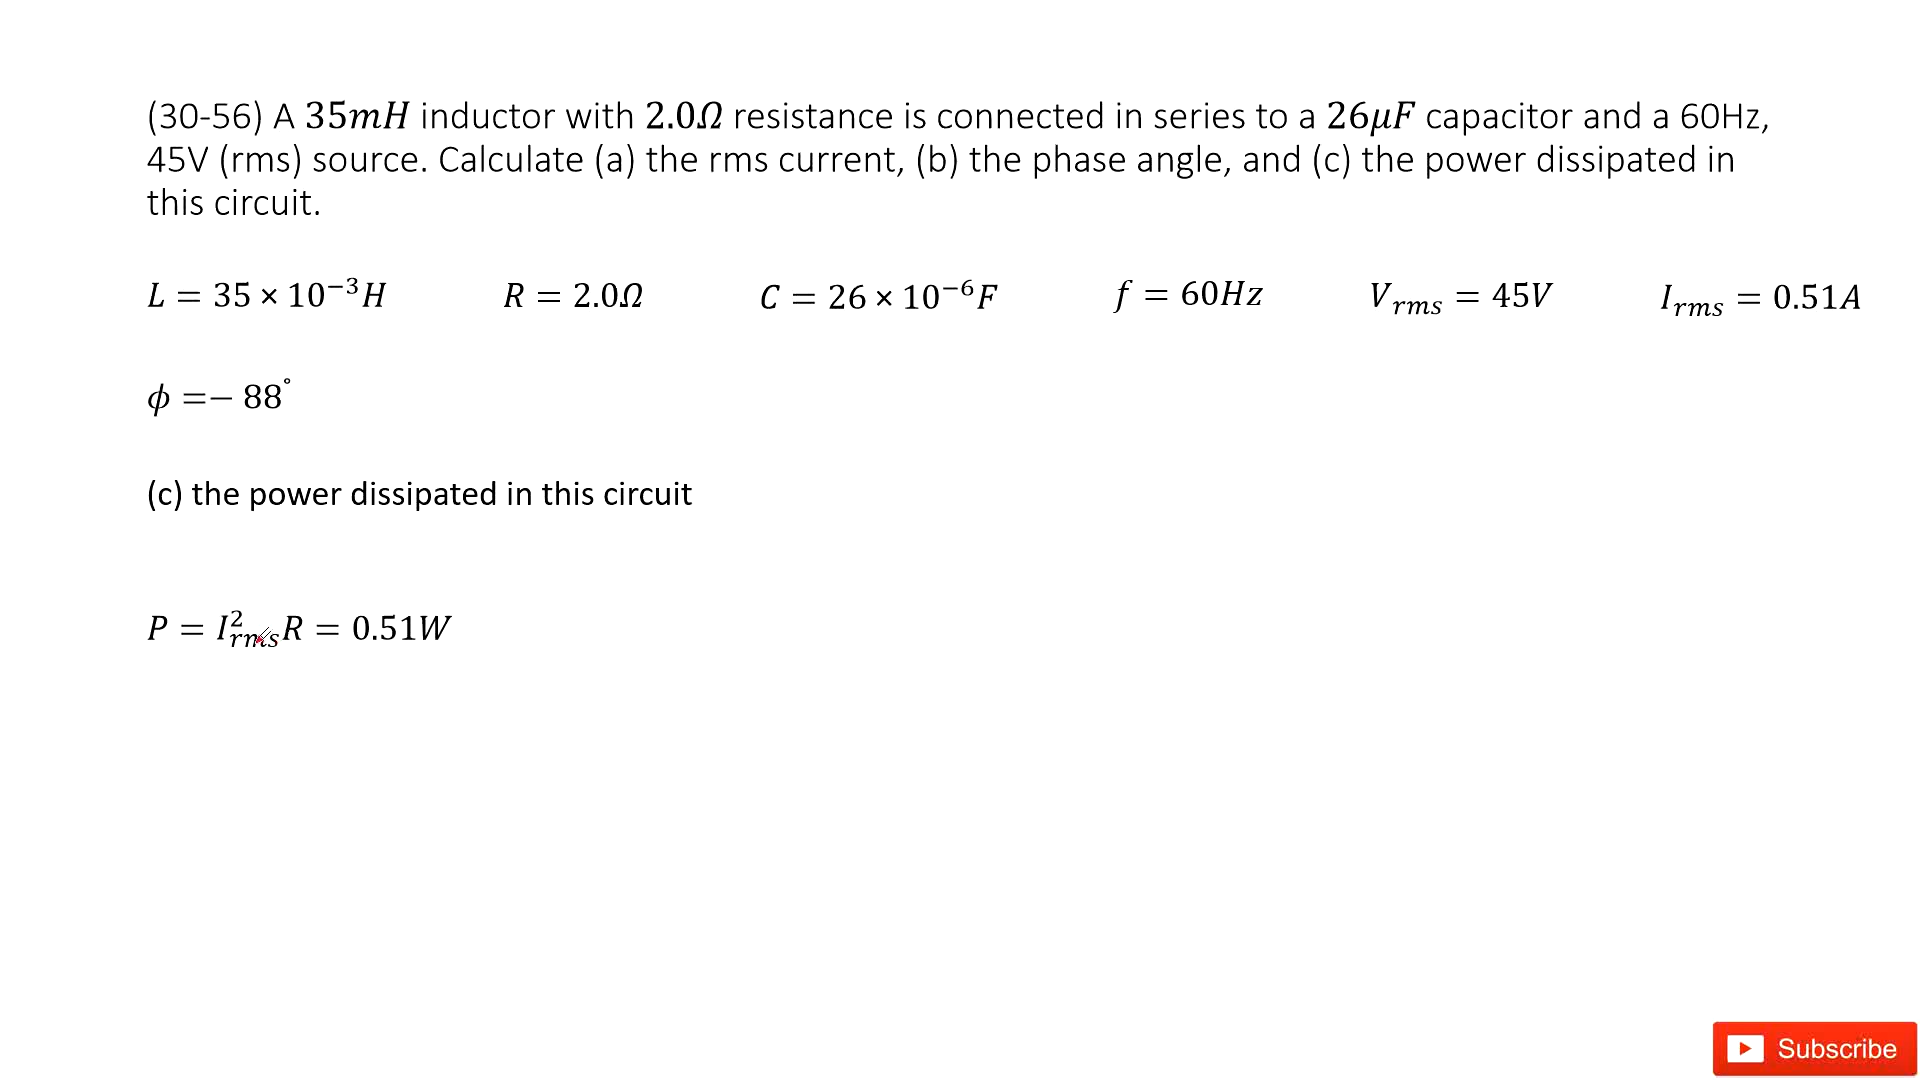 (30-56) A 35mH inductor with 2.0Ω resistance is connected in series to a 26μF capacitor and a 60Hz,
45V (rms) source. Calculate (a) the rms current, (b) the phase angle, and (c) the power dissipated in
this circuit.
L = 35 × 10⁻³H R = 2.0Ω C = 26 × 10⁻⁶F f = 60Hz V_rms = 45V I_rms = 0.51A
ϕ =− 88°
(c) the power dissipated in this circuit
P = I²_rms R = 0.51W
Subscribe